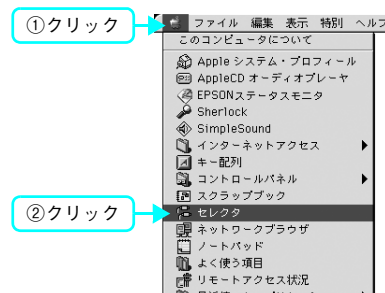 ①クリック
ファイル 編集 表示 特別 ヘルプ
このコンピュータについて
Apple システム・プロフィール
AppleCD オーディオプレーヤ
EPSONステータスモニタ
Sherlock
SimpleSound
インターネットアクセス
キー配列
コントロールパネル
スクラップブック
②クリック
セレクタ
ネットワークブラウザ
ノートパッド
よく使う項目
リモートアクセス状況